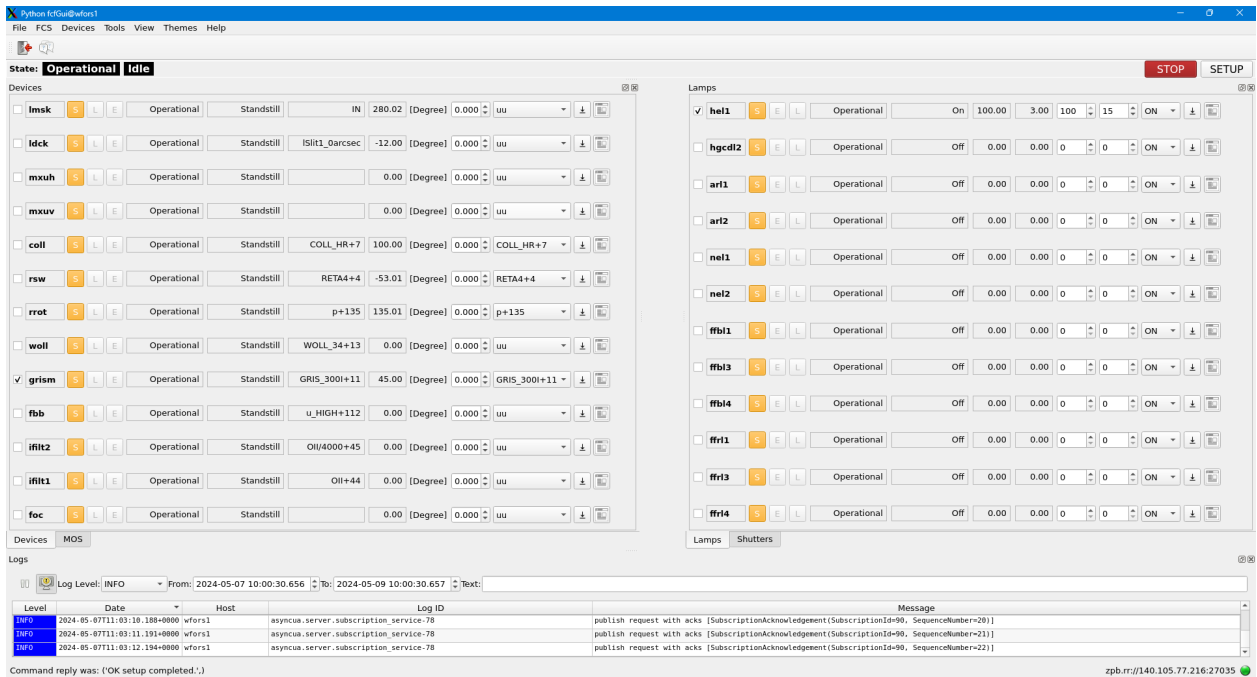 Python fcfGui@wfors1
File FCS Devices Tools View Themes Help
State: Operational Idle STOP SETUP
Devices
lmsk S L E Operational Standstill IN 280.02 [Degree] 0.000 uu
ldck S L E Operational Standstill lSlit1_0arcsec -12.00 [Degree] 0.000 uu
mxuh S L E Operational Standstill 0.00 [Degree] 0.000 uu
mxuv S L E Operational Standstill 0.00 [Degree] 0.000 uu
coll S L E Operational Standstill COLL_HR+7 100.00 [Degree] 0.000 COLL_HR+7
rsw S L E Operational Standstill RETA4+4 -53.01 [Degree] 0.000 RETA4+4
rrot S L E Operational Standstill p+135 135.01 [Degree] 0.000 p+135
woll S L E Operational Standstill WOLL_34+13 0.00 [Degree] 0.000 uu
grism S L E Operational Standstill GRIS_300I+11 45.00 [Degree] 0.000 GRIS_300I+11
fbb S L E Operational Standstill u_HIGH+112 0.00 [Degree] 0.000 uu
ifilt2 S L E Operational Standstill OII/4000+45 0.00 [Degree] 0.000 uu
ifilt1 S L E Operational Standstill OII+44 0.00 [Degree] 0.000 uu
foc S L E Operational Standstill 0.00 [Degree] 0.000 uu
Devices MOS
Lamps
hel1 S E L Operational On 100.00 3.00 100 15 ON
hgcdl2 S E L Operational Off 0.00 0.00 0 0 ON
arl1 S E L Operational Off 0.00 0.00 0 0 ON
arl2 S E L Operational Off 0.00 0.00 0 0 ON
nel1 S E L Operational Off 0.00 0.00 0 0 ON
nel2 S E L Operational Off 0.00 0.00 0 0 ON
ffbl1 S E L Operational Off 0.00 0.00 0 0 ON
ffbl3 S E L Operational Off 0.00 0.00 0 0 ON
ffbl4 S E L Operational Off 0.00 0.00 0 0 ON
ffrl1 S E L Operational Off 0.00 0.00 0 0 ON
ffrl3 S E L Operational Off 0.00 0.00 0 0 ON
ffrl4 S E L Operational Off 0.00 0.00 0 0 ON
Lamps Shutters
Logs
Log Level: INFO From: 2024-05-07 10:00:30.656 To: 2024-05-09 10:00:30.657 Text:
Level Date Host Log ID Message
INFO 2024-05-07T11:03:10.188+0000 wfors1 asyncua.server.subscription_service-78 publish request with acks [SubscriptionAcknowledgement(SubscriptionId=90, SequenceNumber=20)]
INFO 2024-05-07T11:03:11.191+0000 wfors1 asyncua.server.subscription_service-78 publish request with acks [SubscriptionAcknowledgement(SubscriptionId=90, SequenceNumber=21)]
INFO 2024-05-07T11:03:12.194+0000 wfors1 asyncua.server.subscription_service-78 publish request with acks [SubscriptionAcknowledgement(SubscriptionId=90, SequenceNumber=22)]
Command reply was: ('OK setup completed.',) zpb.rr://140.105.77.216:27035